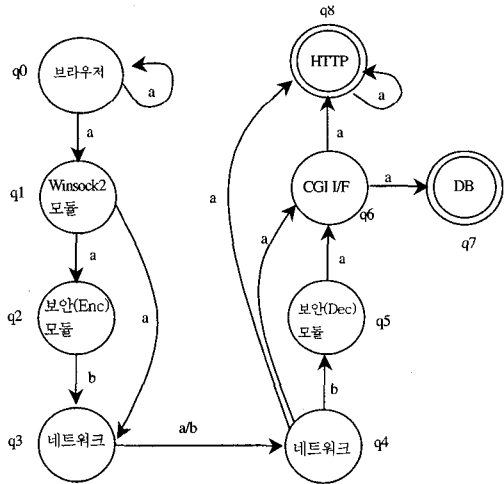 q8
q0
브라우저
a
HTTP
a
a
a
q1
Winsock2
모듈
a
CGI I/F
q6
a
DB
q7
a
a
a
a
q2
보안(Enc)
모듈
보안(Dec)
모듈
q5
b
b
q3
네트워크
a/b
네트워크
q4